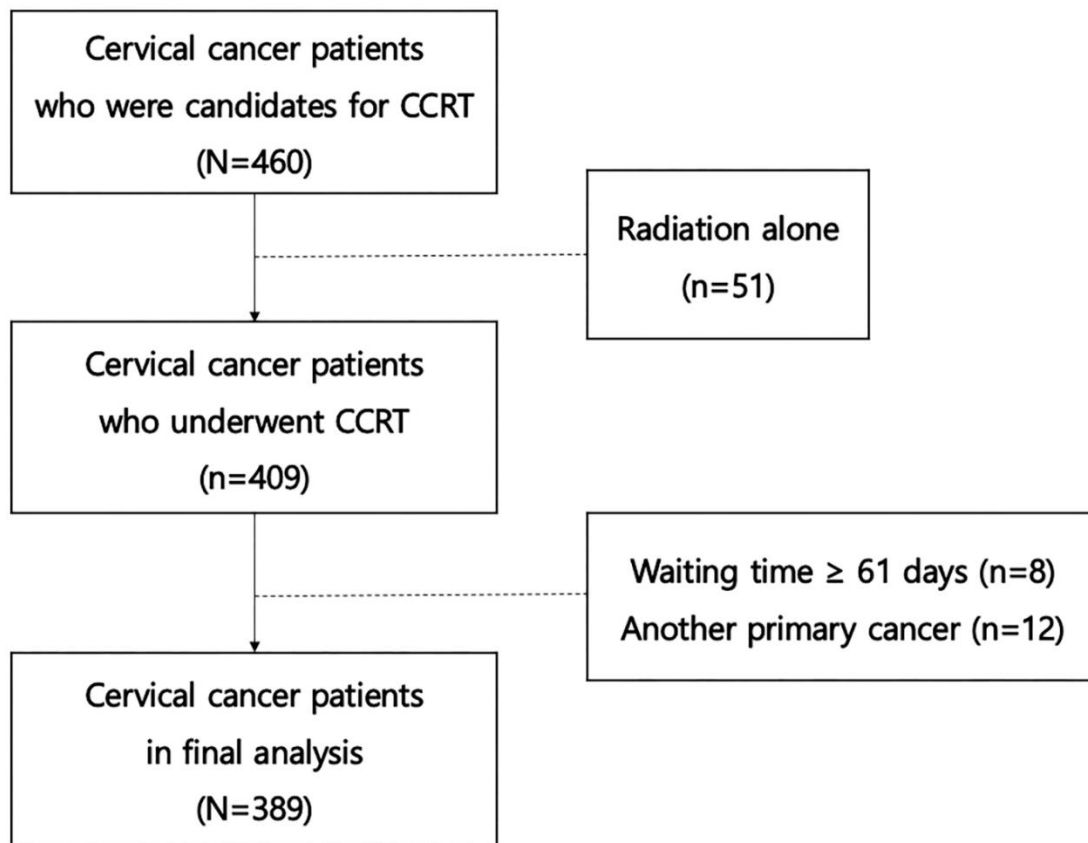 Cervical cancer patients
who were candidates for CCRT
(N=460)
Radiation alone
(n=51)
Cervical cancer patients
who underwent CCRT
(n=409)
Waiting time ≥ 61 days (n=8)
Another primary cancer (n=12)
Cervical cancer patients
in final analysis
(N=389)